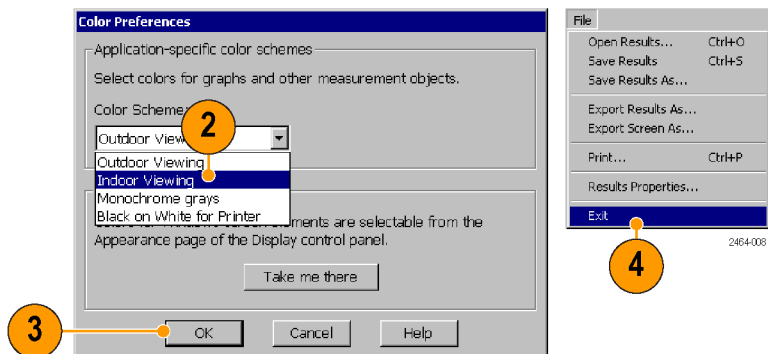 Color Preferences
Application-specific color schemes
Select colors for graphs and other measurement objects.
Color Scheme:
2
Outdoor View
Outdoor Viewing
Indoor Viewing
Monochrome grays
Black on White for Printer
elements are selectable from the
Appearance page of the Display control panel.
Take me there
3
OK
Cancel
Help
File
Open Results... Ctrl+O
Save Results Ctrl+S
Save Results As...
Export Results As...
Export Screen As...
Print... Ctrl+P
Results Properties...
Exit
4
2464-008